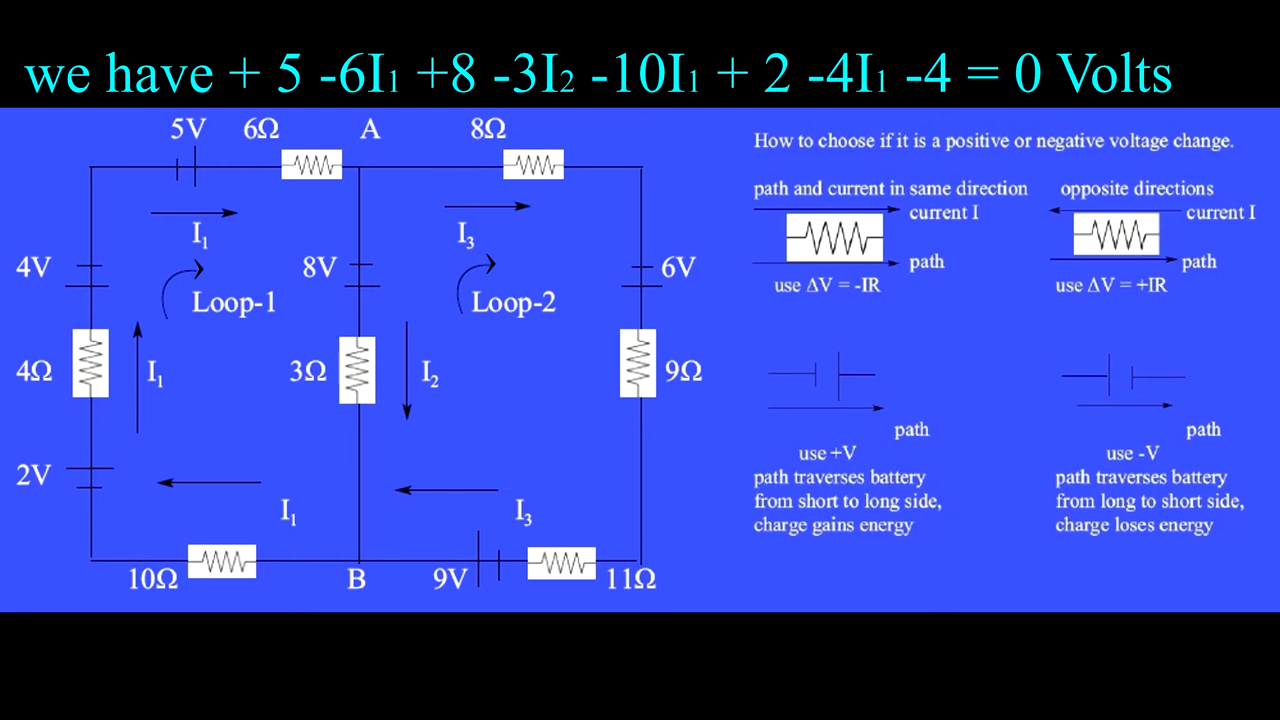 we have + 5 -6I₁ +8 -3I₂ -10I₁ + 2 -4I₁ -4 = 0 Volts
5V 6Ω A 8Ω
I₁ I₃
4V 8V 6V
Loop-1 Loop-2
4Ω I₁ 3Ω I₂ 9Ω
2V
I₁ I₃
10Ω B 9V 11Ω
How to choose if it is a positive or negative voltage change.
path and current in same direction
current I
path
use ΔV = -IR
opposite directions
current I
path
use ΔV = +IR
path
use +V
path traverses battery
from short to long side,
charge gains energy
path
use -V
path traverses battery
from long to short side,
charge loses energy